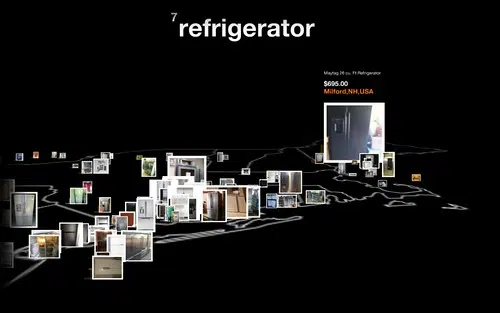 7
refrigerator
Maytag 26 cu. Ft Refrigerator
$695.00
Milford,NH,USA